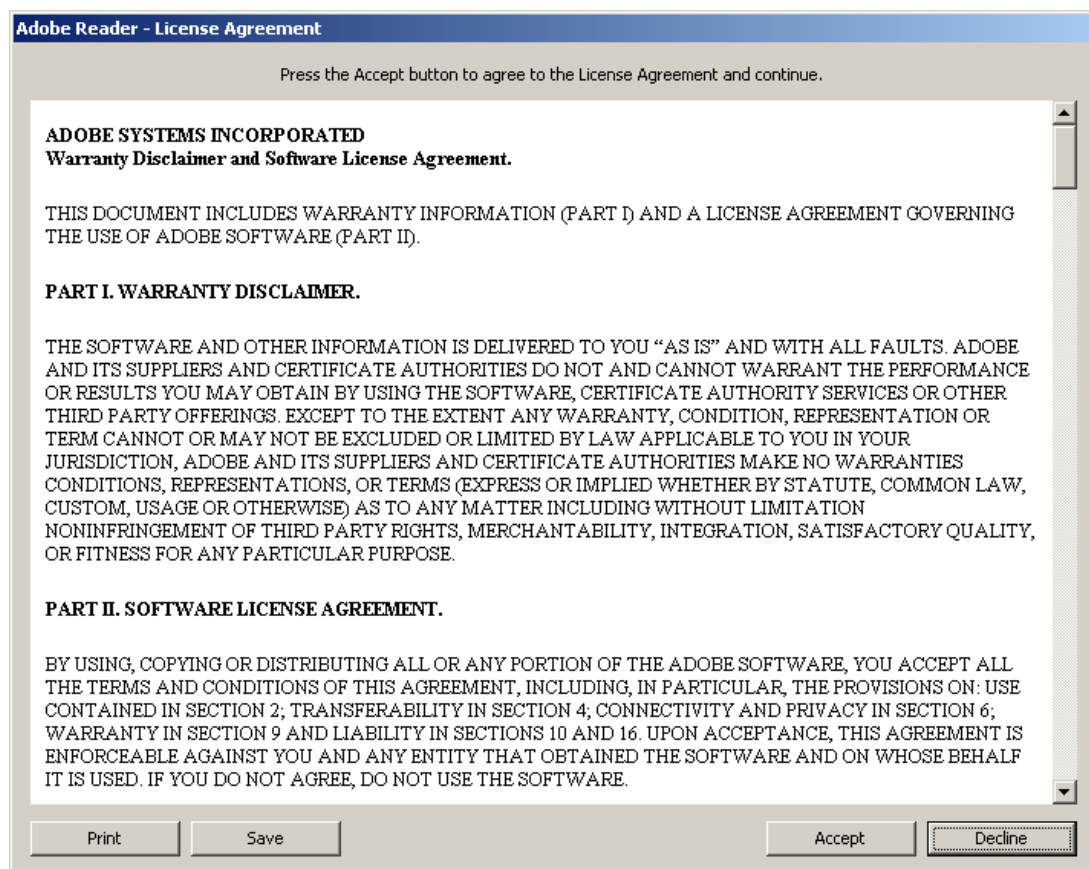 Adobe Reader - License Agreement
Press the Accept button to agree to the License Agreement and continue.
ADOBE SYSTEMS INCORPORATED
Warranty Disclaimer and Software License Agreement.
THIS DOCUMENT INCLUDES WARRANTY INFORMATION (PART I) AND A LICENSE AGREEMENT GOVERNING
THE USE OF ADOBE SOFTWARE (PART II).
PART I. WARRANTY DISCLAIMER.
THE SOFTWARE AND OTHER INFORMATION IS DELIVERED TO YOU “AS IS” AND WITH ALL FAULTS. ADOBE
AND ITS SUPPLIERS AND CERTIFICATE AUTHORITIES DO NOT AND CANNOT WARRANT THE PERFORMANCE
OR RESULTS YOU MAY OBTAIN BY USING THE SOFTWARE, CERTIFICATE AUTHORITY SERVICES OR OTHER
THIRD PARTY OFFERINGS. EXCEPT TO THE EXTENT ANY WARRANTY, CONDITION, REPRESENTATION OR
TERM CANNOT OR MAY NOT BE EXCLUDED OR LIMITED BY LAW APPLICABLE TO YOU IN YOUR
JURISDICTION, ADOBE AND ITS SUPPLIERS AND CERTIFICATE AUTHORITIES MAKE NO WARRANTIES
CONDITIONS, REPRESENTATIONS, OR TERMS (EXPRESS OR IMPLIED WHETHER BY STATUTE, COMMON LAW,
CUSTOM, USAGE OR OTHERWISE) AS TO ANY MATTER INCLUDING WITHOUT LIMITATION
NONINFRINGEMENT OF THIRD PARTY RIGHTS, MERCHANTABILITY, INTEGRATION, SATISFACTORY QUALITY,
OR FITNESS FOR ANY PARTICULAR PURPOSE.
PART II. SOFTWARE LICENSE AGREEMENT.
BY USING, COPYING OR DISTRIBUTING ALL OR ANY PORTION OF THE ADOBE SOFTWARE, YOU ACCEPT ALL
THE TERMS AND CONDITIONS OF THIS AGREEMENT, INCLUDING, IN PARTICULAR, THE PROVISIONS ON: USE
CONTAINED IN SECTION 2; TRANSFERABILITY IN SECTION 4; CONNECTIVITY AND PRIVACY IN SECTION 6;
WARRANTY IN SECTION 9 AND LIABILITY IN SECTIONS 10 AND 16. UPON ACCEPTANCE, THIS AGREEMENT IS
ENFORCEABLE AGAINST YOU AND ANY ENTITY THAT OBTAINED THE SOFTWARE AND ON WHOSE BEHALF
IT IS USED. IF YOU DO NOT AGREE, DO NOT USE THE SOFTWARE.
Print Save Accept Decline